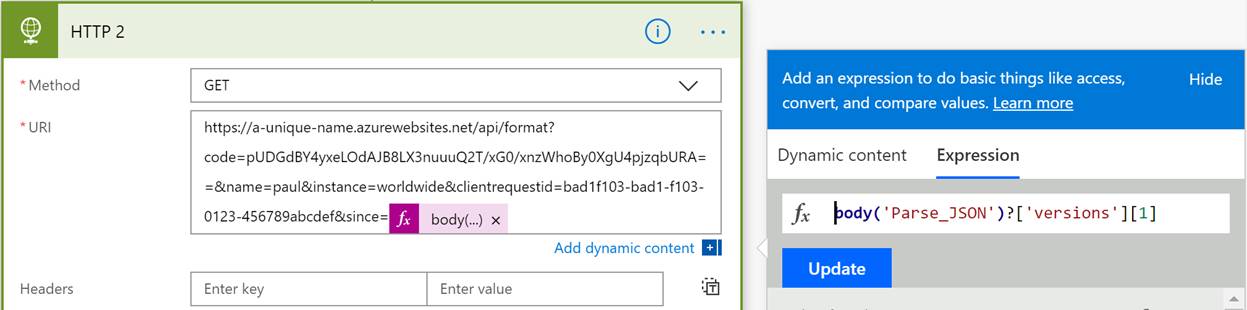 HTTP 2
* Method
GET
* URI
https://a-unique-name.azurewebsites.net/api/format?
code=pUDGdBY4yxeLOdAJB8LX3nuuuQ2T/xG0/xnzWhoBy0XgU4pjzqbURA=
=&name=paul&instance=worldwide&clientrequestid=bad1f103-bad1-f103-
0123-456789abcdef&since= fx body(...) ×
Add dynamic content
Headers
Enter key
Enter value
Add an expression to do basic things like access,
convert, and compare values. Learn more
Hide
Dynamic content
Expression
fx body('Parse_JSON')?['versions'][1]
Update